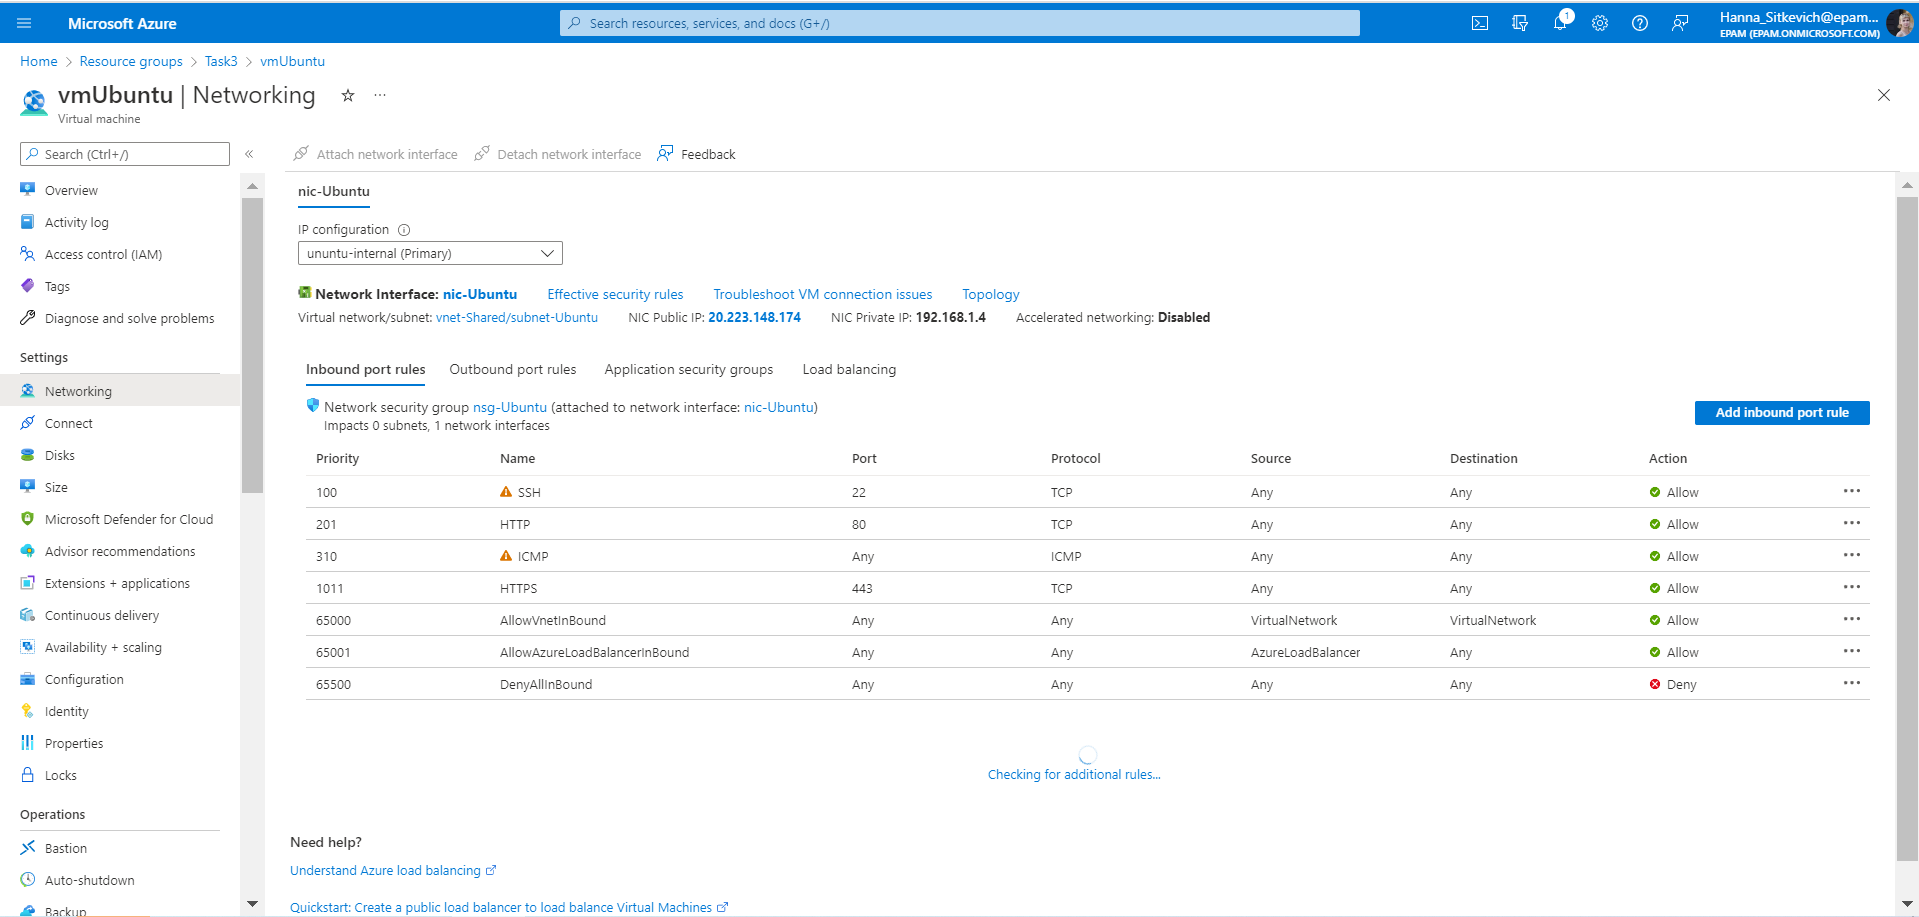 Microsoft Azure
Search resources, services, and docs (G+/)
1
Hanna_Sitkevich@epam...
EPAM (EPAM.ONMICROSOFT.COM)
Home > Resource groups > Task3 > vmUbuntu
vmUbuntu | Networking
Virtual machine
Search (Ctrl+/)
Attach network interface
Detach network interface
Feedback
Overview
Activity log
Access control (IAM)
Tags
Diagnose and solve problems
Settings
Networking
Connect
Disks
Size
Microsoft Defender for Cloud
Advisor recommendations
Extensions + applications
Continuous delivery
Availability + scaling
Configuration
Identity
Properties
Locks
Operations
Bastion
Auto-shutdown
Backup
nic-Ubuntu
IP configuration
ununtu-internal (Primary)
Network Interface: nic-Ubuntu Effective security rules Troubleshoot VM connection issues Topology
Virtual network/subnet: vnet-Shared/subnet-Ubuntu NIC Public IP: 20.223.148.174 NIC Private IP: 192.168.1.4 Accelerated networking: Disabled
Inbound port rules Outbound port rules Application security groups Load balancing
Network security group nsg-Ubuntu (attached to network interface: nic-Ubuntu)
Impacts 0 subnets, 1 network interfaces
Add inbound port rule
Priority Name Port Protocol Source Destination Action
100 SSH 22 TCP Any Any Allow
201 HTTP 80 TCP Any Any Allow
310 ICMP Any ICMP Any Any Allow
1011 HTTPS 443 TCP Any Any Allow
65000 AllowVnetInBound Any Any VirtualNetwork VirtualNetwork Allow
65001 AllowAzureLoadBalancerInBound Any Any AzureLoadBalancer Any Allow
65500 DenyAllInBound Any Any Any Any Deny
Checking for additional rules...
Need help?
Understand Azure load balancing
Quickstart: Create a public load balancer to load balance Virtual Machines